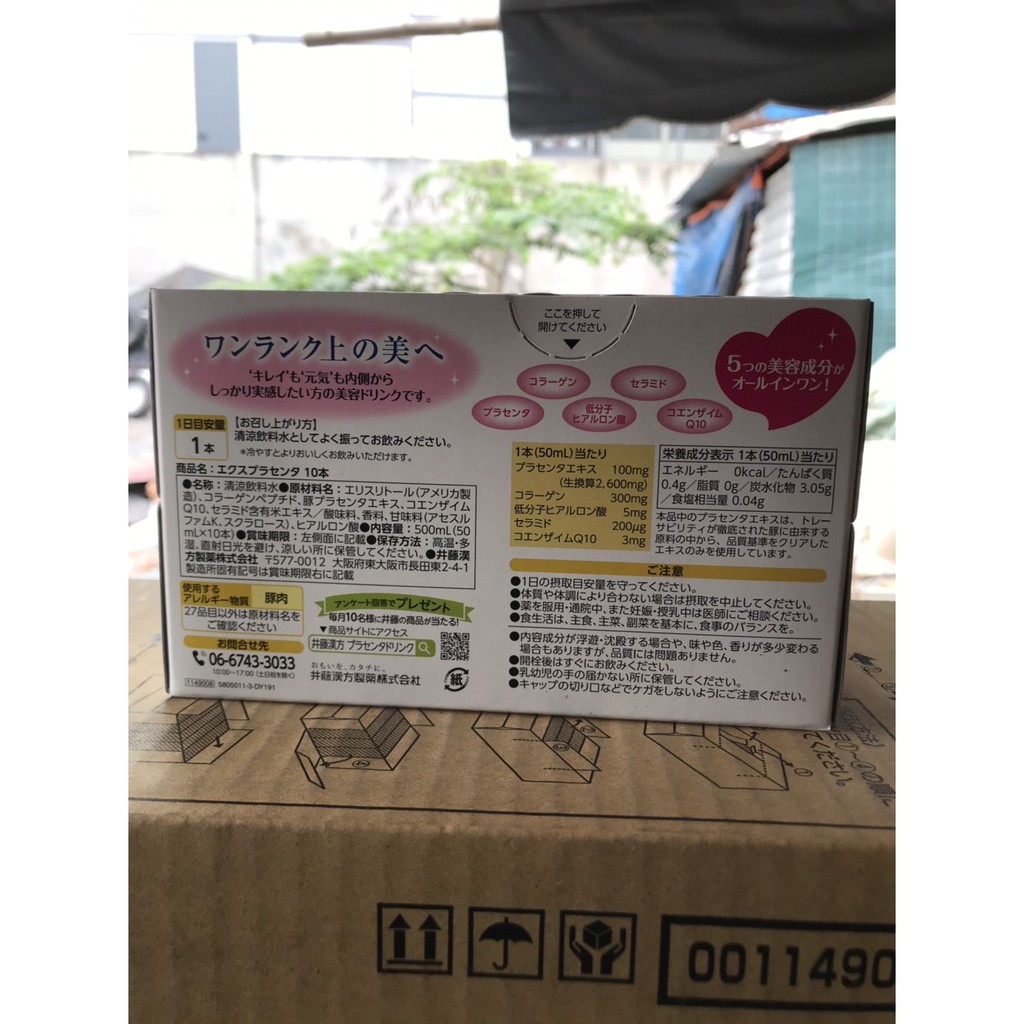 ここを押して
開けてください
ワンランク上の美へ
‘キレイ’も‘元気’も内側から
しっかり実感したい方の美容ドリンクです。
5つの美容成分が
オールインワン!
コラーゲン
セラミド
プラセンタ
低分子
ヒアルロン酸
コエンザイム
Q10
1日目安量
1本
【お召し上がり方】
清涼飲料水としてよく振ってお飲みください。
*冷やすとよりおいしくお飲みいただけます。
商品名:エクスプラセンタ 10本
●名称:清涼飲料水●原材料名:エリスリトール(アメリカ製
造)、コラーゲンペプチド、豚プラセンタエキス、コエンザイム
Q10、セラミド含有米エキス/酸味料、香料、甘味料(アセスル
ファムK、スクラロース)、ヒアルロン酸●内容量:500mL(50
mL×10本)●賞味期限:左側面に記載●保存方法:高温・多
湿、直射日光を避け、涼しい所に保管してください。●井藤漢
方製薬株式会社 〒577-0012 大阪府東大阪市長田東2-4-1
製造所固有記号は賞味期限右に記載
使用する
アレルギー物質
豚肉
27品目以外は原材料名を
ご確認ください
お問合せ先
06-6743-3033
10:00〜17:00(土日祝を除く)
1149008
5805011-3-DY191
アンケート回答でプレゼント
毎月10名様に井藤の商品が当たる!
▼商品サイトにアクセス
井藤漢方 プラセンタドリンク
おもいを、カタチに。
井藤漢方製薬株式会社
紙
1本(50mL)当たり
プラセンタエキス 100mg
(生換算2,600mg)
コラーゲン 300mg
低分子ヒアルロン酸 5mg
セラミド 200μg
コエンザイムQ10 3mg
栄養成分表示 1本(50mL)当たり
エネルギー 0kcal/たんぱく質
0.4g/脂質 0g/炭水化物 3.05g
/食塩相当量 0.04g
本品中のプラセンタエキスは、トレー
サビリティが徹底された豚に由来する
原料の中から、品質基準をクリアした
エキスのみを使用しています。
ご注意
●1日の摂取目安量を守ってください。
●体質や体調により合わない場合は摂取を中止してください。
●薬を服用・通院中、また妊娠・授乳中は医師にご相談ください。
●食生活は、主食、主菜、副菜を基本に、食事のバランスを。
●内容成分が浮遊・沈殿する場合や、味や色、香りが多少変わる
場合もありますが、品質には問題ありません。
●開栓後はすぐにお飲みください。
●乳幼児の手の届かない所に保管してください。
●キャップの切り口などでケガをしないようにご注意ください。
0011490